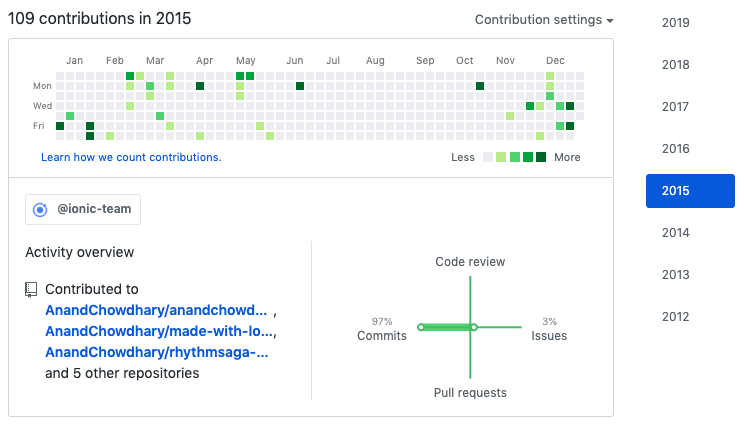 109 contributions in 2015
Contribution settings
Jan Feb Mar Apr May Jun Jul Aug Sep Oct Nov Dec
Mon
Wed
Fri
Learn how we count contributions.
Less More
@ionic-team
Activity overview
Contributed to
AnandChowdhary/anandchowd... ,
AnandChowdhary/made-with-lo...,
AnandChowdhary/rhythmsaga-...
and 5 other repositories
Code review
97%
Commits
3%
Issues
Pull requests
2019
2018
2017
2016
2015
2014
2013
2012